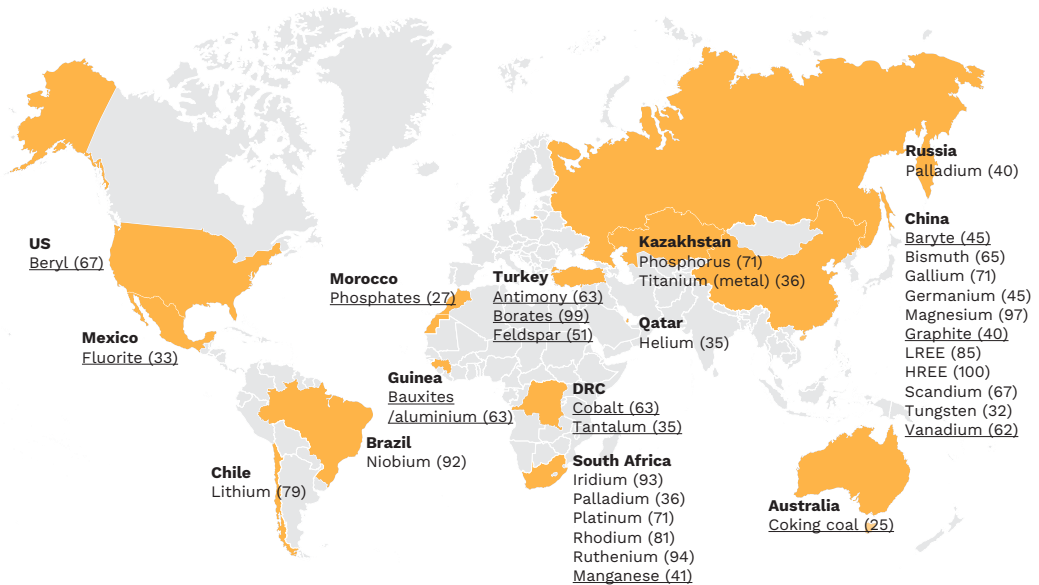 Russia
Palladium (40)
China
Baryte (45)
Bismuth (65)
Gallium (71)
Germanium (45)
Magnesium (97)
Graphite (40)
LREE (85)
HREE (100)
Scandium (67)
Tungsten (32)
Vanadium (62)
US
Beryl (67)
Kazakhstan
Phosphorus (71)
Titanium (metal) (36)
Morocco
Phosphates (27)
Turkey
Antimony (63)
Borates (99)
Feldspar (51)
Mexico
Fluorite (33)
Qatar
Helium (35)
Guinea
Bauxites
/aluminium (63)
DRC
Cobalt (63)
Tantalum (35)
Brazil
Niobium (92)
Chile
Lithium (79)
South Africa
Iridium (93)
Palladium (36)
Platinum (71)
Rhodium (81)
Ruthenium (94)
Manganese (41)
Australia
Coking coal (25)